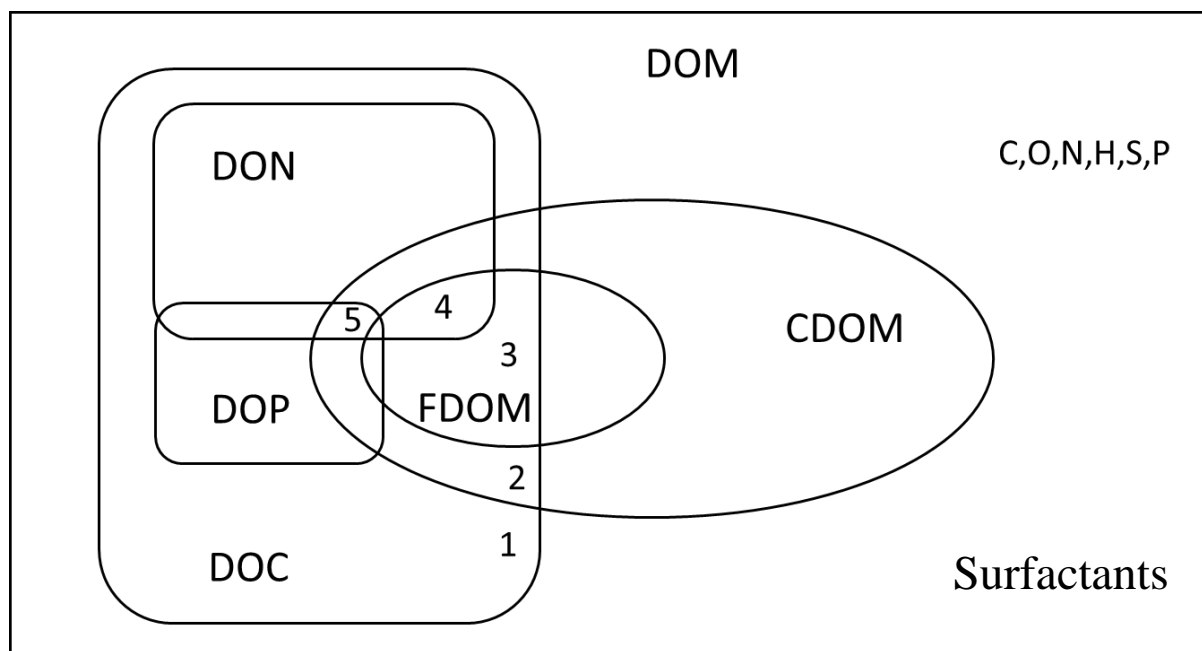 DOM
C,O,N,H,S,P
DON
5
4
CDOM
3
DOP
FDOM
2
1
DOC
Surfactants